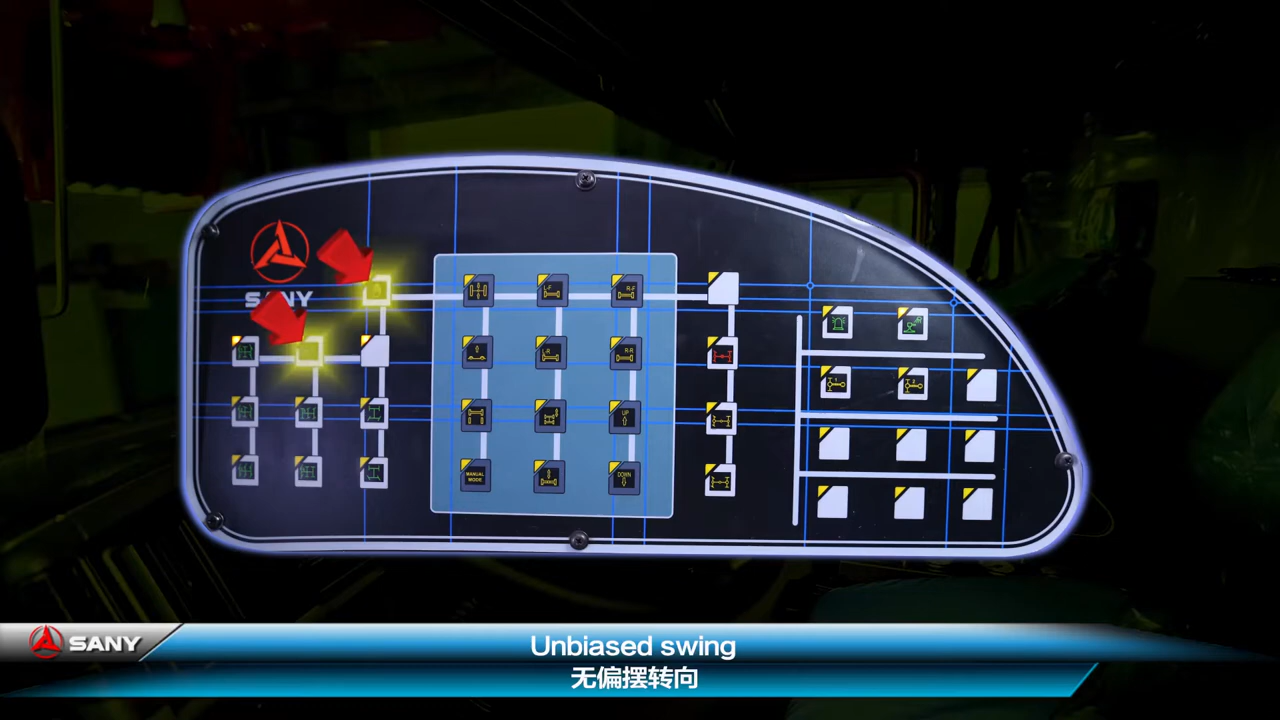 SANY
L-F
R-F
L-R
R-R
UP
MANUAL
MODE
DOWN
SANY
Unbiased swing
无偏摆转向